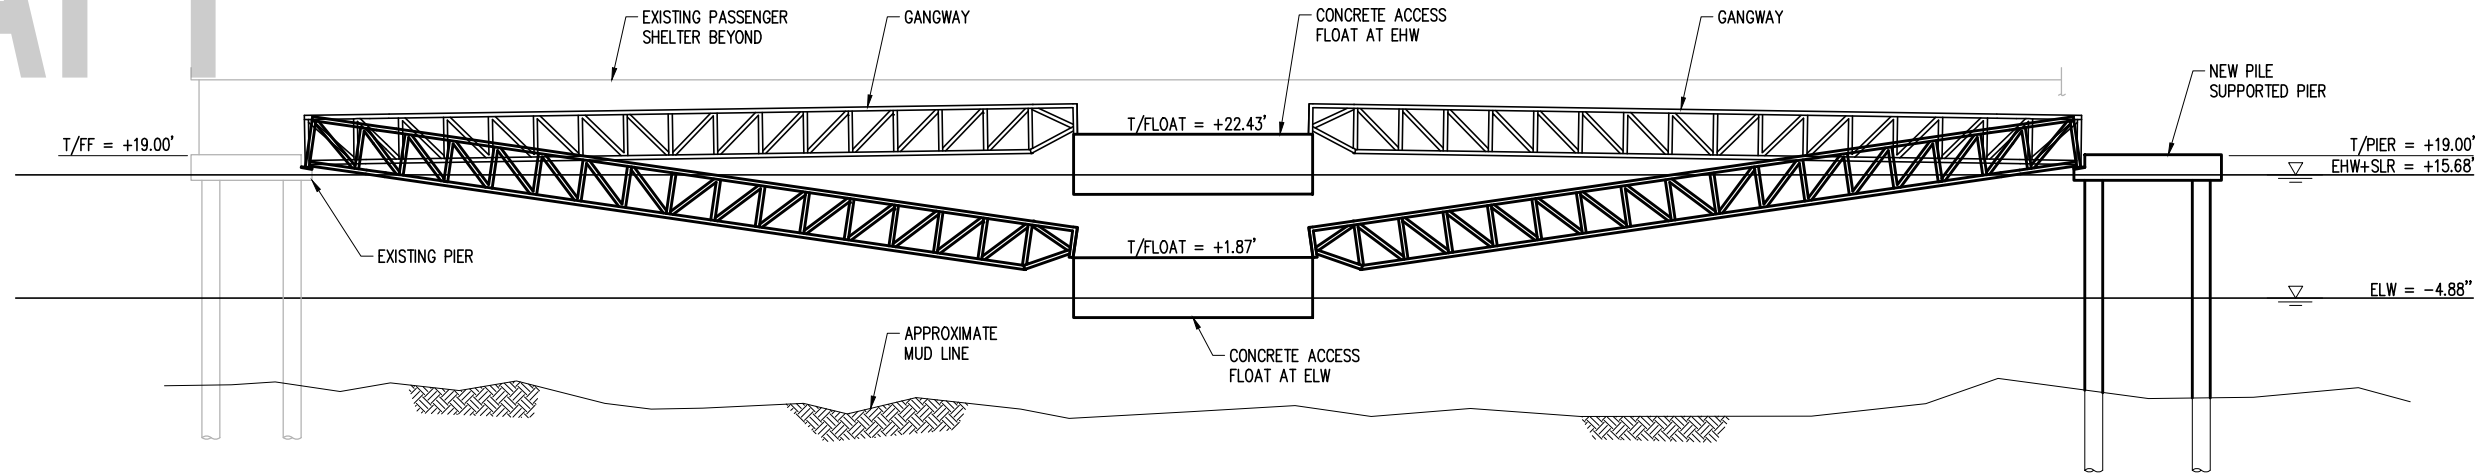 EXISTING PASSENGER
SHELTER BEYOND
GANGWAY
CONCRETE ACCESS
FLOAT AT EHW
GANGWAY
NEW PILE
SUPPORTED PIER
T/FLOAT = +22.43'
T/FF = +19.00'
T/PIER = +19.00'
EHW+SLR = +15.68'
EXISTING PIER
T/FLOAT = +1.87'
ELW = -4.88"
APPROXIMATE
MUD LINE
CONCRETE ACCESS
FLOAT AT ELW